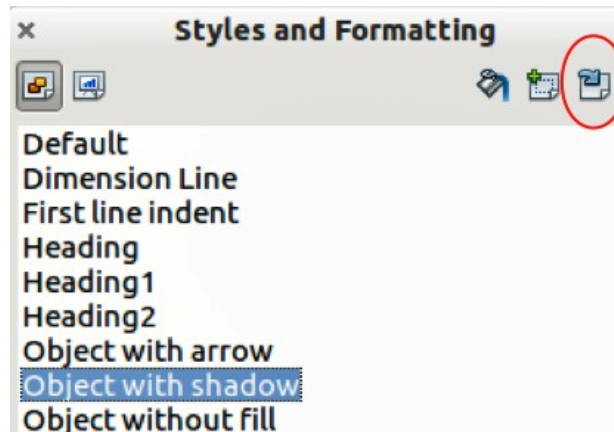 Styles and Formatting
Default
Dimension Line
First line indent
Heading
Heading1
Heading2
Object with arrow
Object with shadow
Object without fill